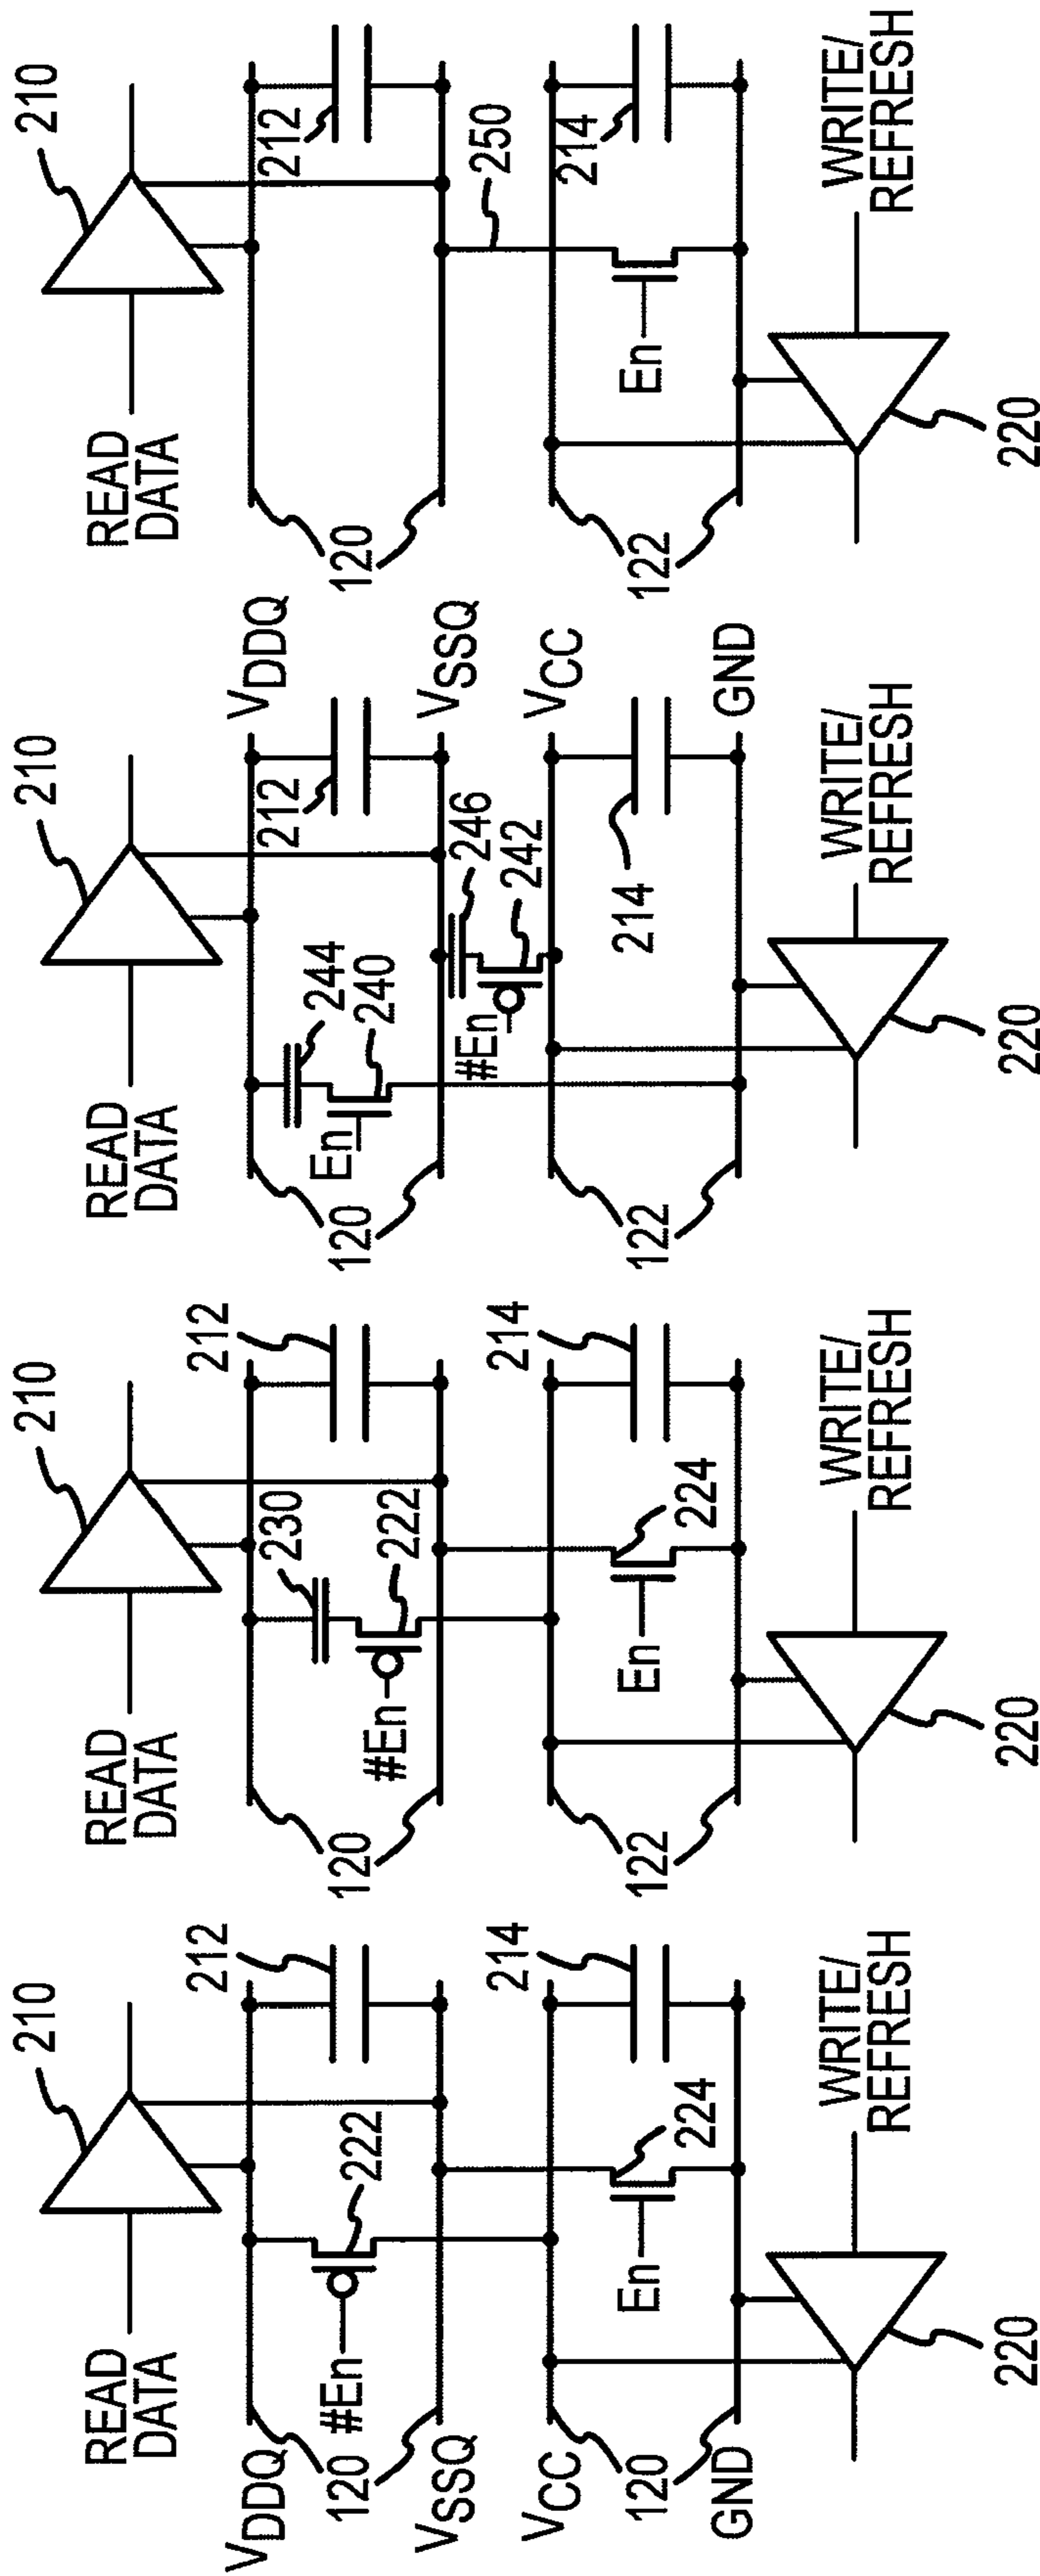 210
READ
DATA
VDDQ
212
222
#En
120
VSSQ
VCC
214
224
En
120
GND
WRITE/
REFRESH
220
210
READ
DATA
230
212
222
#En
120
214
224
En
122
WRITE/
REFRESH
220
210
READ
DATA
VDDQ
244
212
240
En
120
VSSQ
246
242
#En
VCC
214
122
GND
WRITE/
REFRESH
220
210
READ
DATA
212
120
250
214
En
122
WRITE/
REFRESH
220